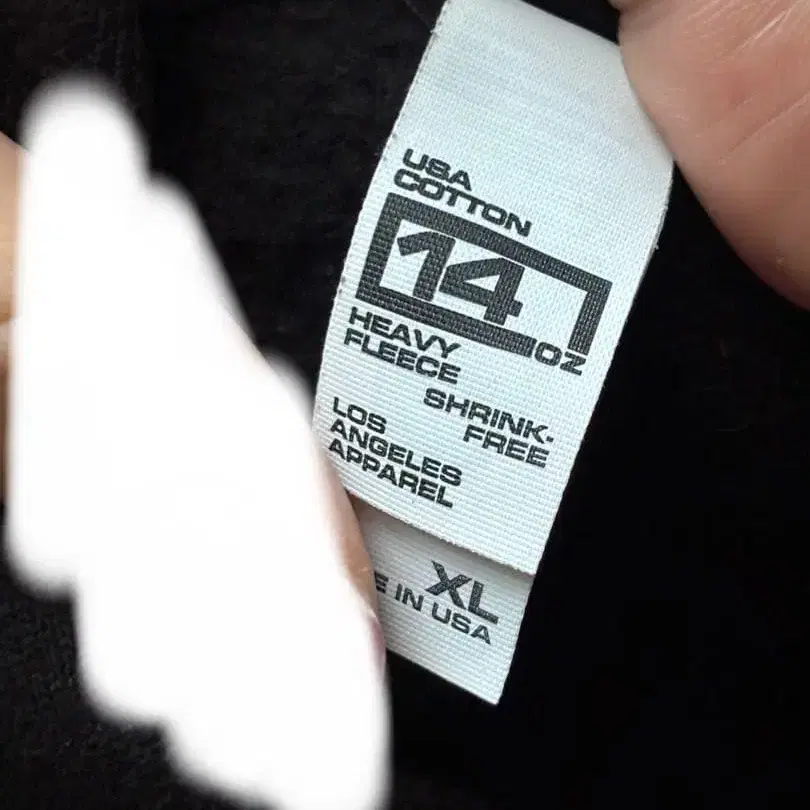 USA
COTTON
14 OZ
HEAVY
FLEECE
SHRINK-
FREE
LOS
ANGELES
APPAREL
XL
E IN USA